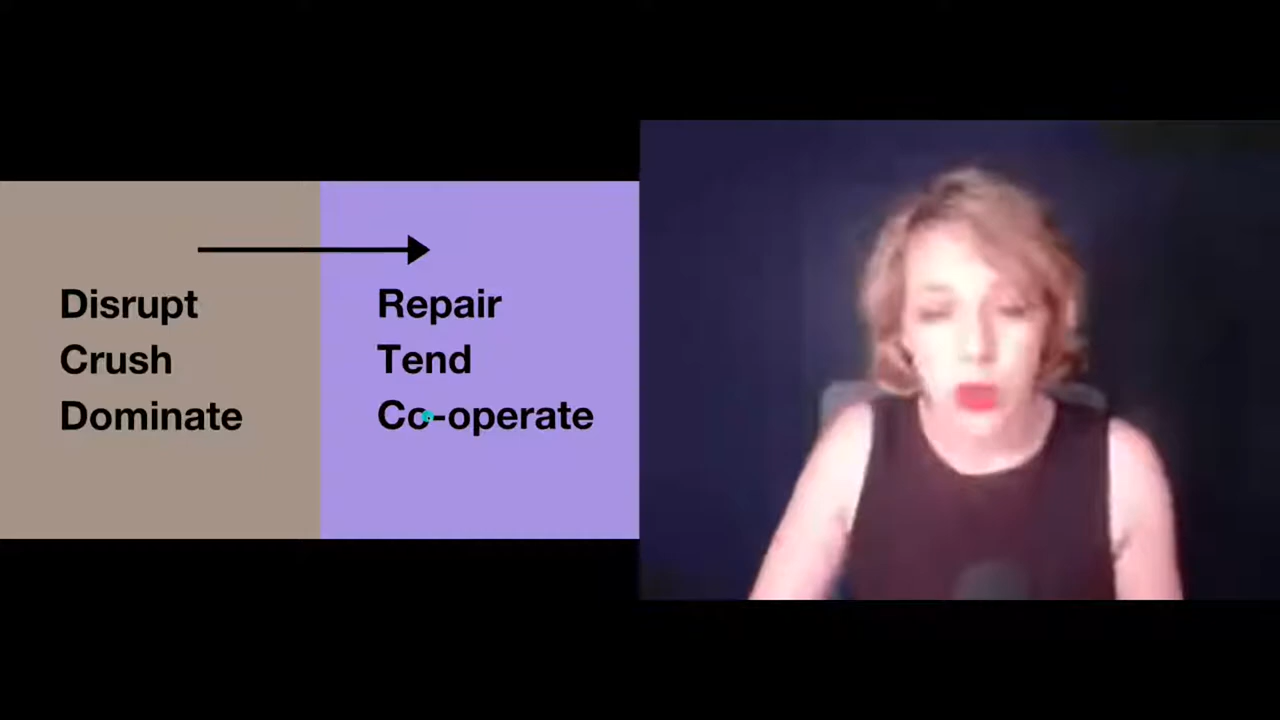 Disrupt
Crush
Dominate
Repair
Tend
Co-operate